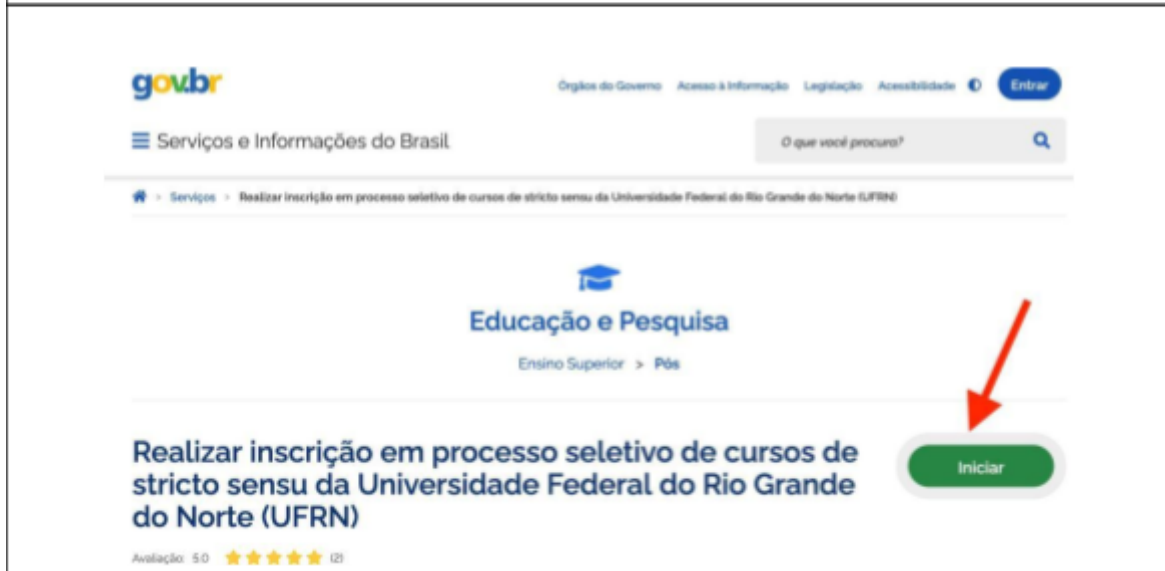 gov.br
Órgãos do Governo Acesso à Informação Legislação Acessibilidade Entrar
Serviços e Informações do Brasil
O que você procura?
> Serviços > Realizar inscrição em processo seletivo de cursos de stricto sensu da Universidade Federal do Rio Grande do Norte (UFRN)
Educação e Pesquisa
Ensino Superior > Pós
Realizar inscrição em processo seletivo de cursos de
stricto sensu da Universidade Federal do Rio Grande
do Norte (UFRN)
Iniciar
Avaliação: 5.0 (2)